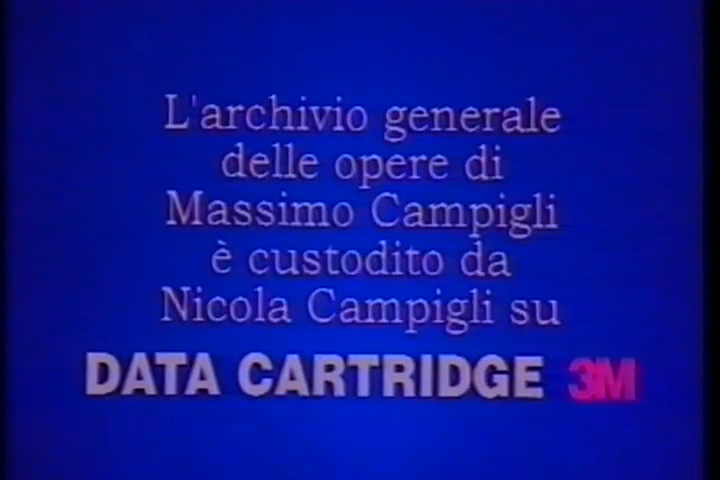 L'archivio generale
delle opere di
Massimo Campigli
è custodito da
Nicola Campigli su
DATA CARTRIDGE 3M